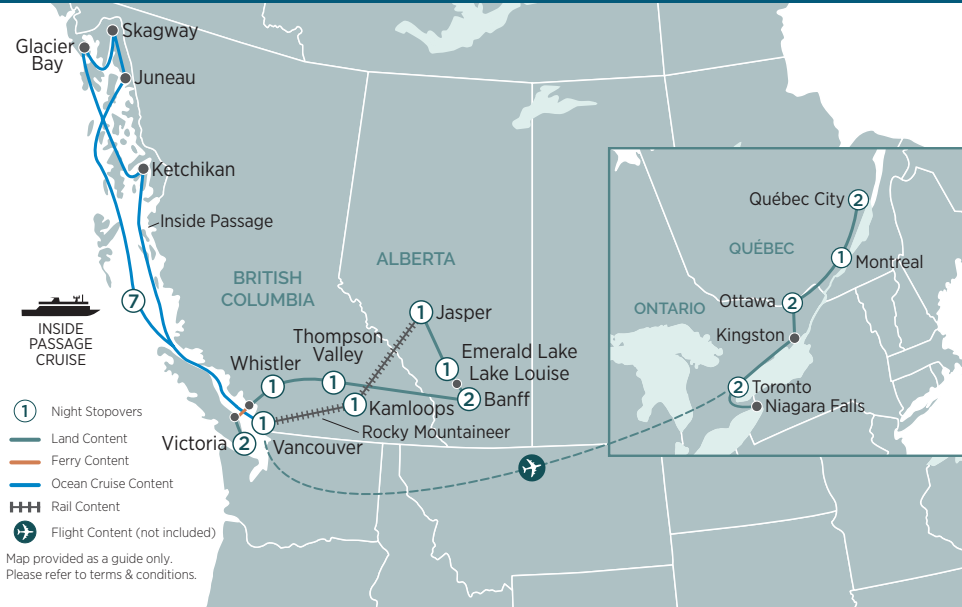 Skagway
Glacier
Bay
Juneau
Ketchikan
Inside Passage
7
INSIDE
PASSAGE
CRUISE
BRITISH
COLUMBIA
ALBERTA
1 Jasper
Thompson
Valley
1
Whistler
1
Emerald Lake
1
Lake Louise
2 Banff
1 Kamloops
Rocky Mountaineer
1
Vancouver
Victoria 2
1 Night Stopovers
Land Content
Ferry Content
Ocean Cruise Content
Rail Content
Flight Content (not included)
Map provided as a guide only.
Please refer to terms & conditions.
Québec City 2
QUÉBEC
1 Montreal
Ottawa 2
ONTARIO
Kingston
2 Toronto
Niagara Falls